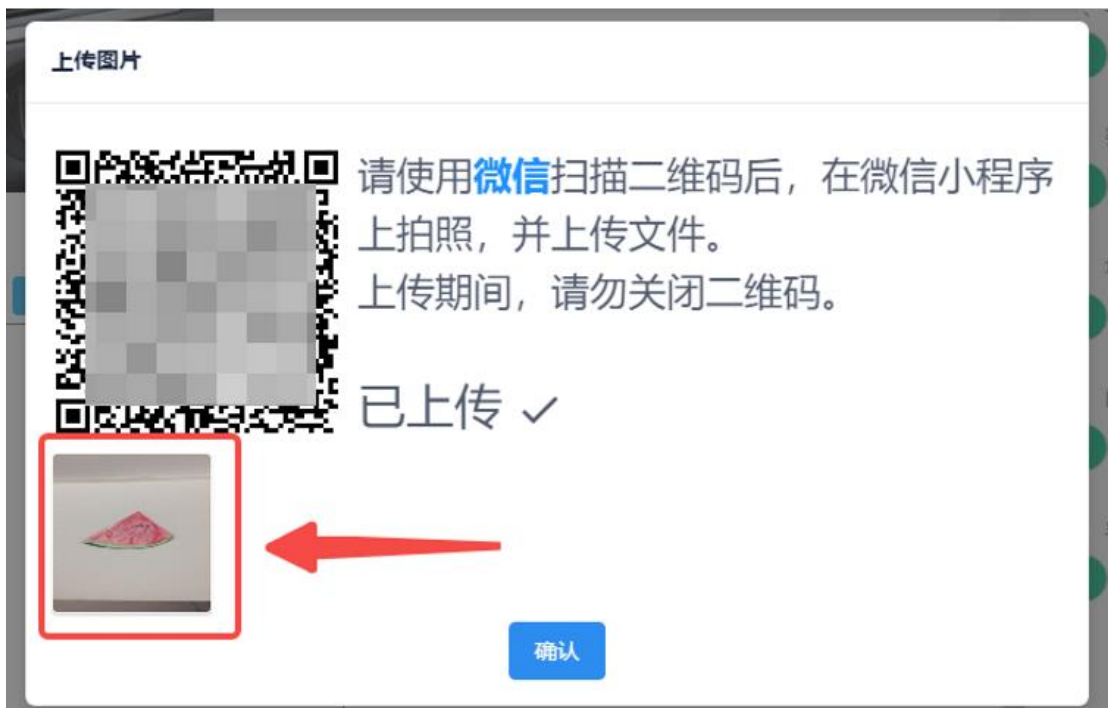 上传图片
请使用微信扫描二维码后，在微信小程序
上拍照，并上传文件。
上传期间，请勿关闭二维码。
已上传 ✓
确认